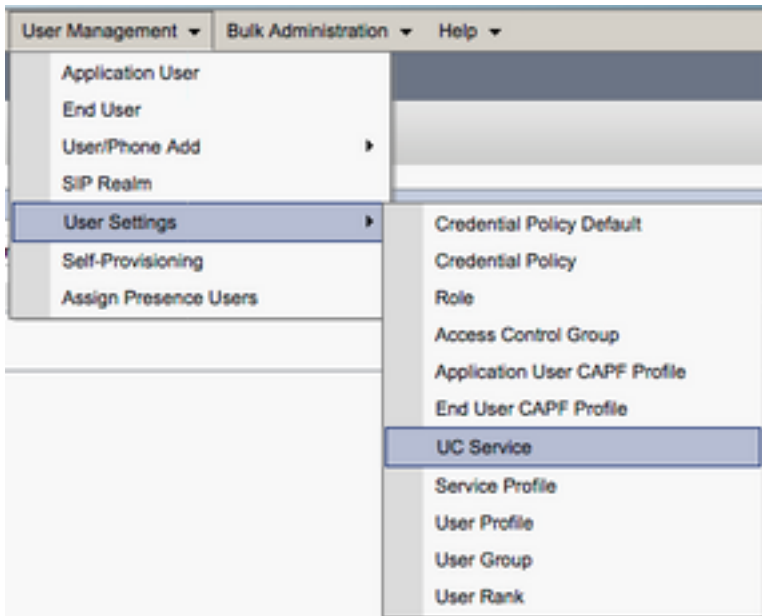 User Management Bulk Administration Help
Application User
End User
User/Phone Add
SIP Realm
User Settings
Self-Provisioning
Assign Presence Users
Credential Policy Default
Credential Policy
Role
Access Control Group
Application User CAPF Profile
End User CAPF Profile
UC Service
Service Profile
User Profile
User Group
User Rank